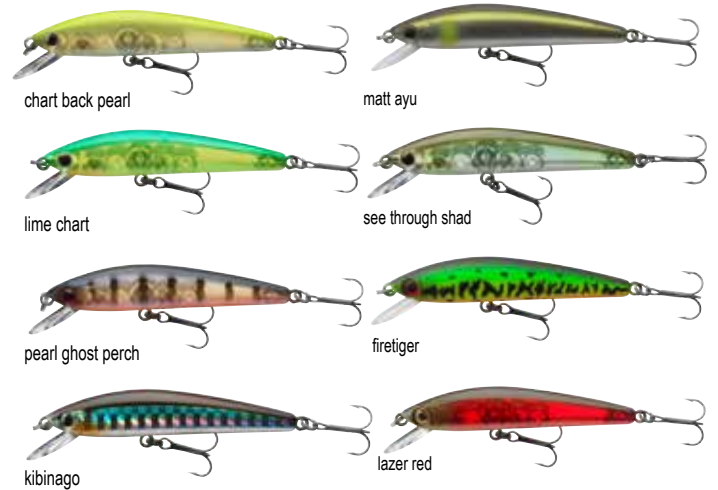 chart back pearl
matt ayu
lime chart
see through shad
pearl ghost perch
firetiger
kibinago
lazer red